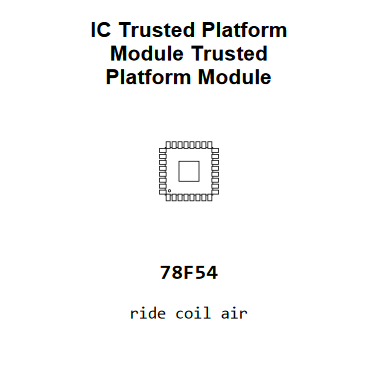 IC Trusted Platform
Module Trusted
Platform Module
78F54
ride coil air